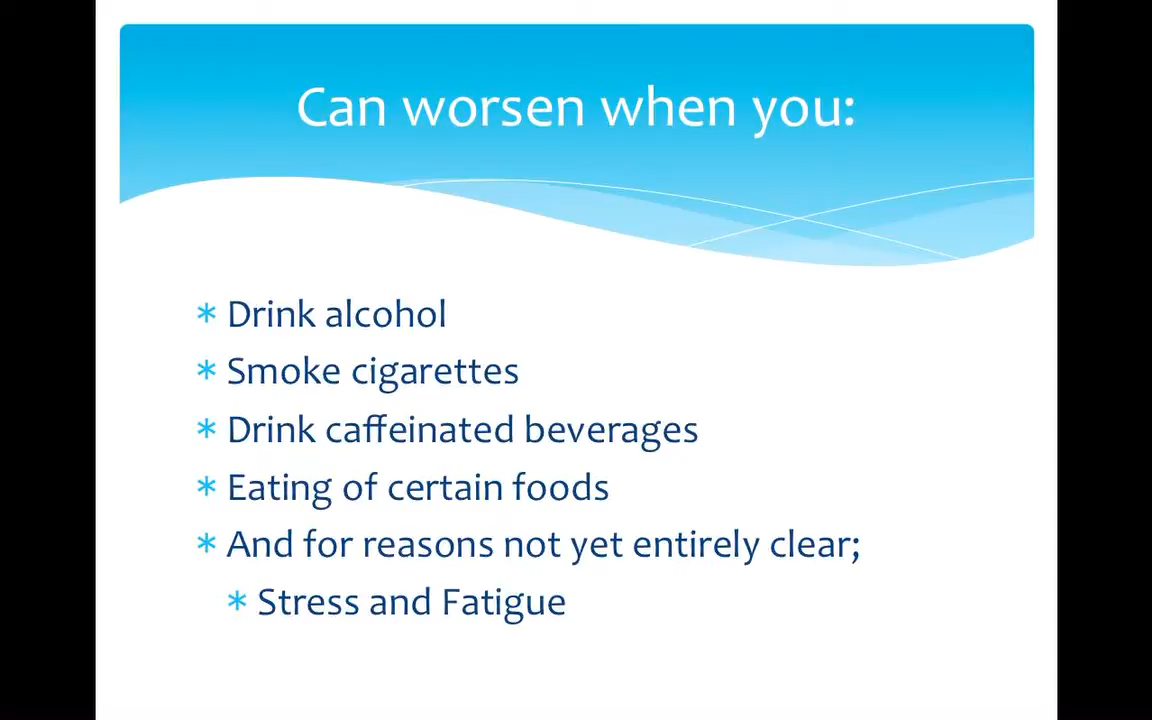 Can worsen when you:
* Drink alcohol
* Smoke cigarettes
* Drink caffeinated beverages
* Eating of certain foods
* And for reasons not yet entirely clear;
* Stress and Fatigue